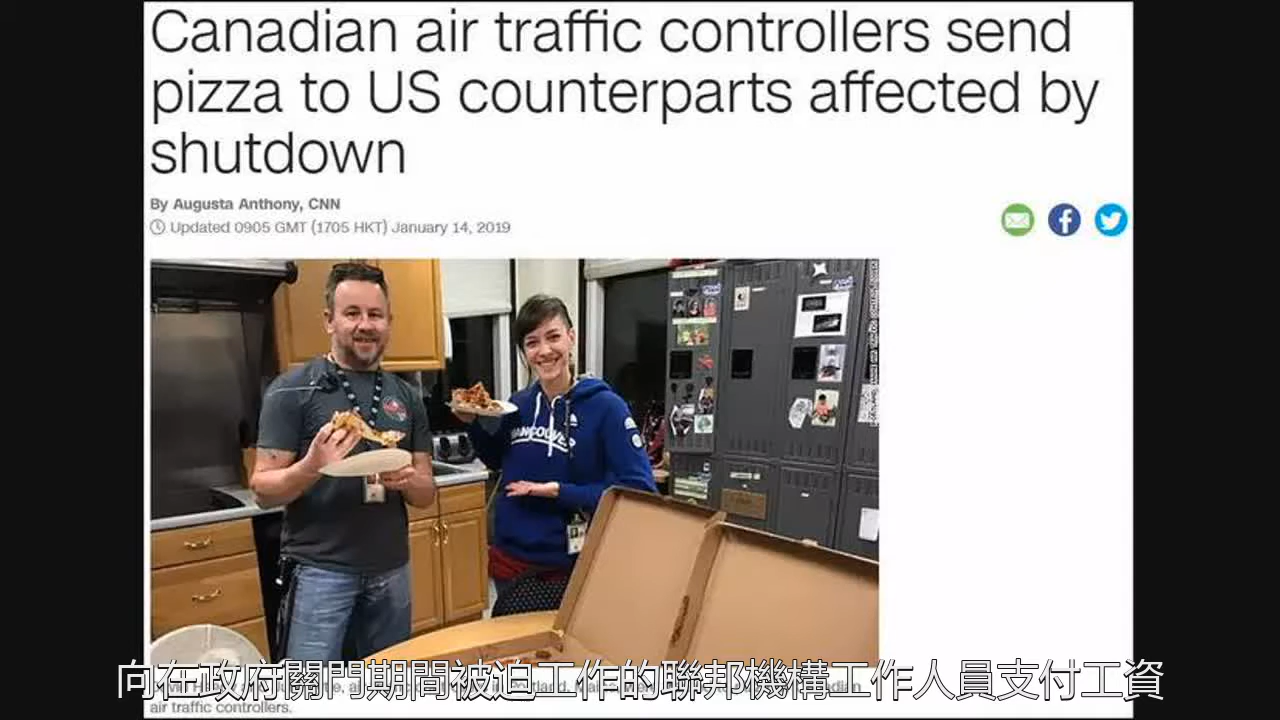 Canadian air traffic controllers send
pizza to US counterparts affected by
shutdown
By Augusta Anthony, CNN
Updated 0905 GMT (1705 HKT) January 14, 2019
VANCOUVER
向在政府關門期間被迫工作的聯邦機構工作人員支付工資
air traffic controllers.